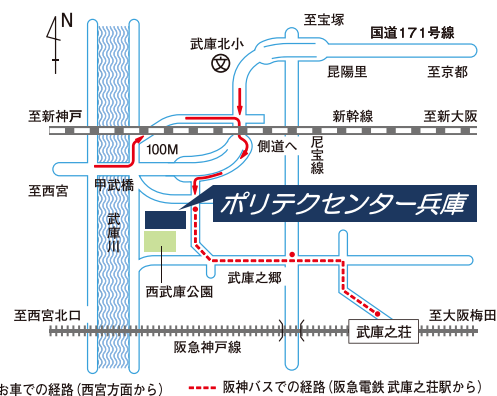 至宝塚
N
国道171号線
武庫北小
文
昆陽里
至京都
至新神戸
新幹線
至新大阪
100M
側道へ
尼宝線
至西宮
甲武橋
ポリテクセンター兵庫
武庫川
西武庫公園
武庫之郷
至西宮北口
至大阪梅田
武庫之荘
阪急神戸線
お車での経路(西宮方面から)
阪神バスでの経路(阪急電鉄 武庫之荘駅から)